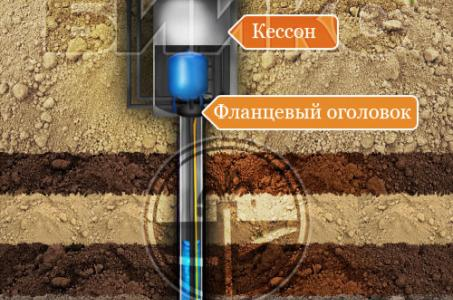 Кессон
Фланцевый оголовок